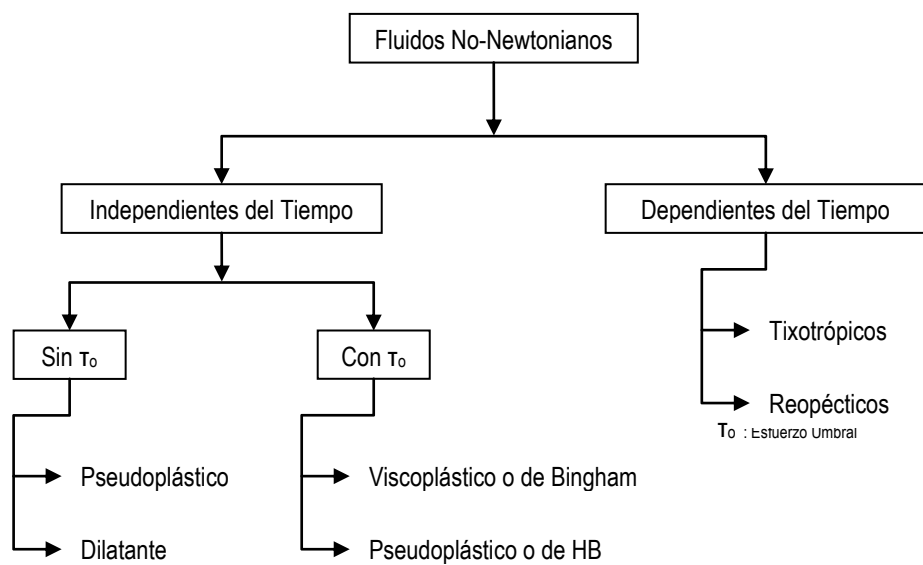 Fluidos No-Newtonianos
Independientes del Tiempo
Dependientes del Tiempo
Sin τₒ
Con τₒ
Tixotrópicos
Reopécticos
τₒ : Esfuerzo Umbral
Pseudoplástico
Viscoplástico o de Bingham
Dilatante
Pseudoplástico o de HB